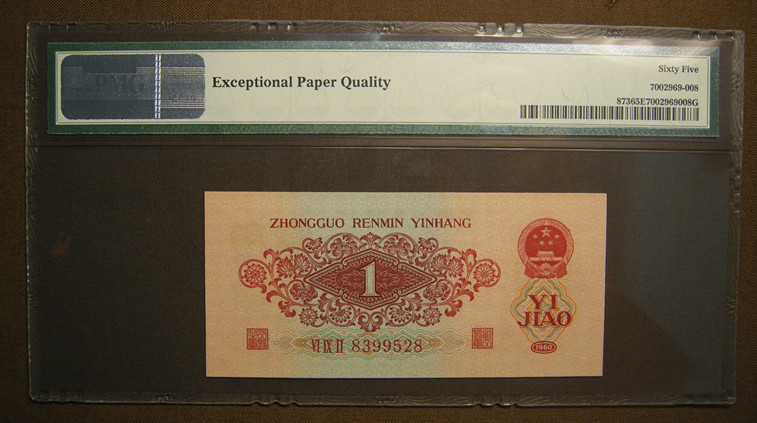 PMG
Exceptional Paper Quality
Sixty Five
7002969-008
87365E7002969008G
ZHONGGUO RENMIN YINHANG
1
YI
JIAO
VI IX II 8399528
1960